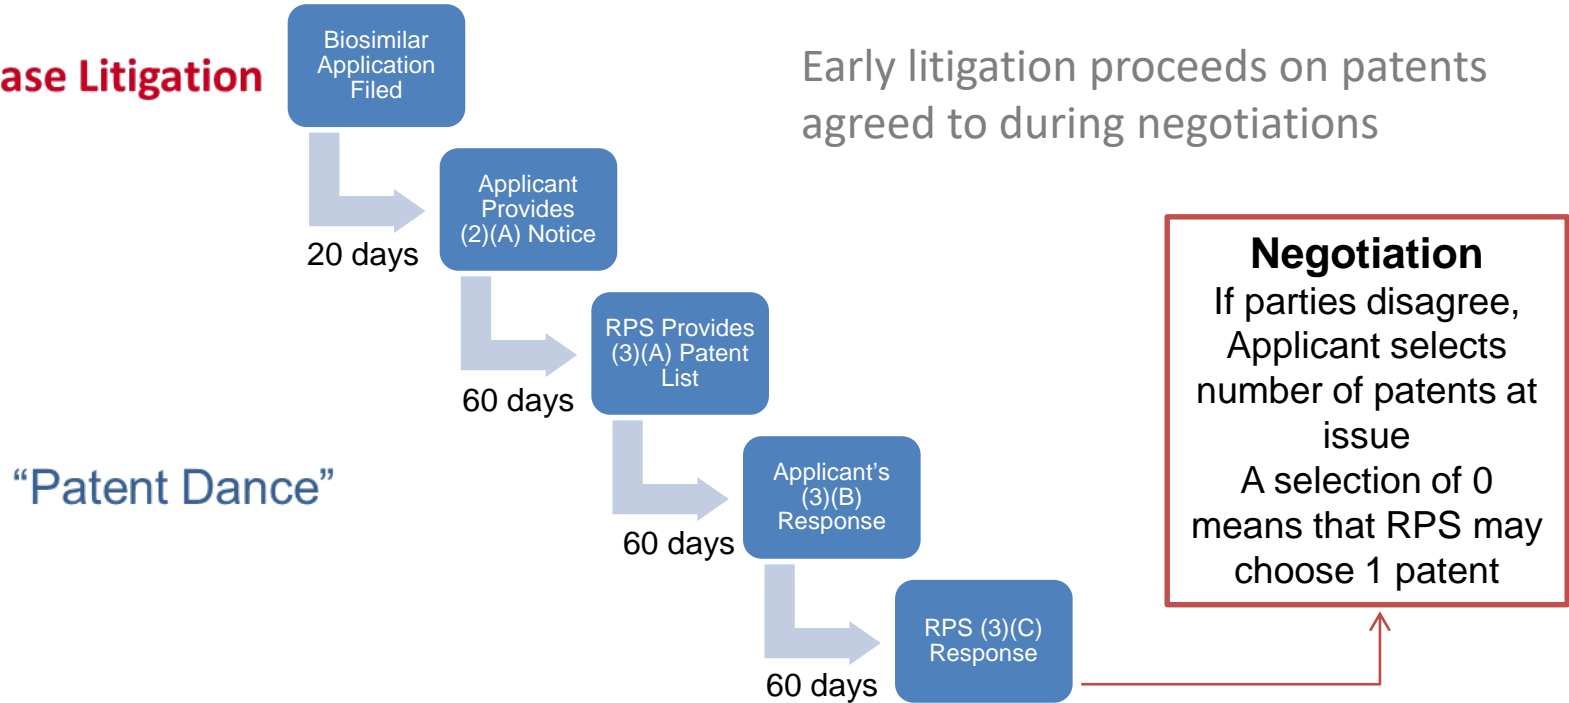 ase Litigation
Biosimilar
Application
Filed
Early litigation proceeds on patents
agreed to during negotiations
Applicant
Provides
(2)(A) Notice
20 days
RPS Provides
(3)(A) Patent
List
60 days
Negotiation
If parties disagree,
Applicant selects
number of patents at
issue
A selection of 0
means that RPS may
choose 1 patent
“Patent Dance”
Applicant’s
(3)(B)
Response
60 days
RPS (3)(C)
Response
60 days